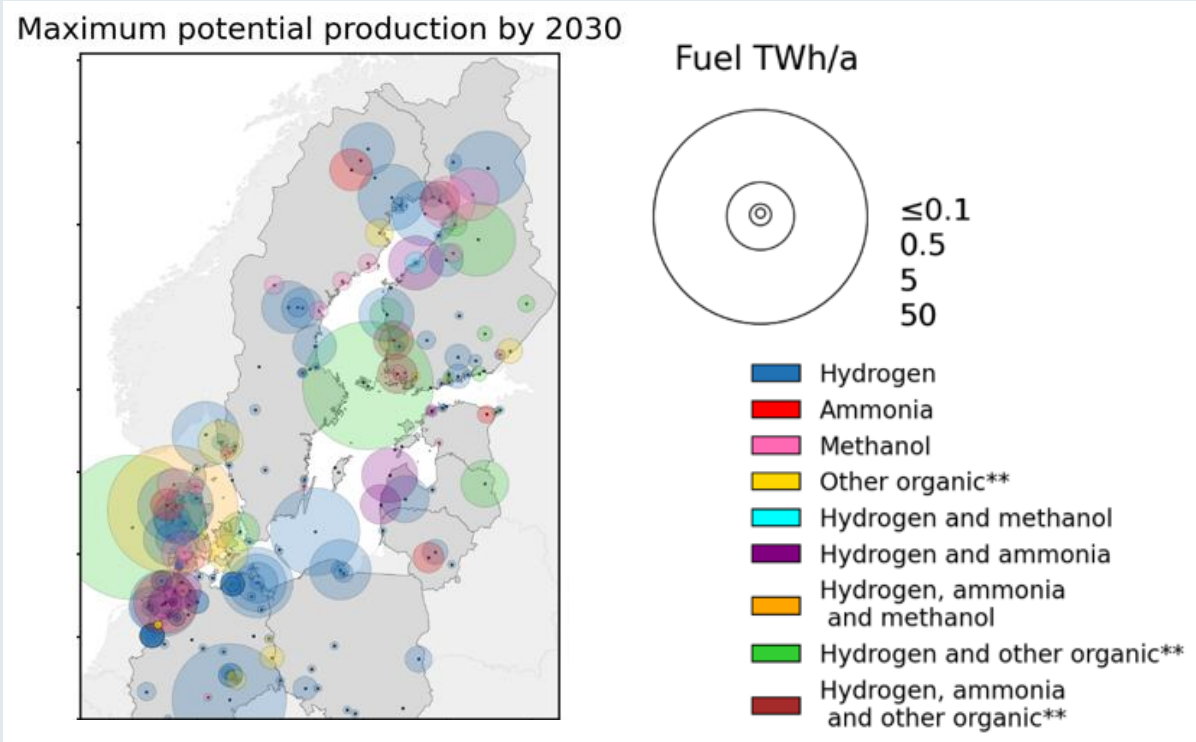 Maximum potential production by 2030
Fuel TWh/a
≤0.1
0.5
5
50
Hydrogen
Ammonia
Methanol
Other organic**
Hydrogen and methanol
Hydrogen and ammonia
Hydrogen, ammonia
and methanol
Hydrogen and other organic**
Hydrogen, ammonia
and other organic**